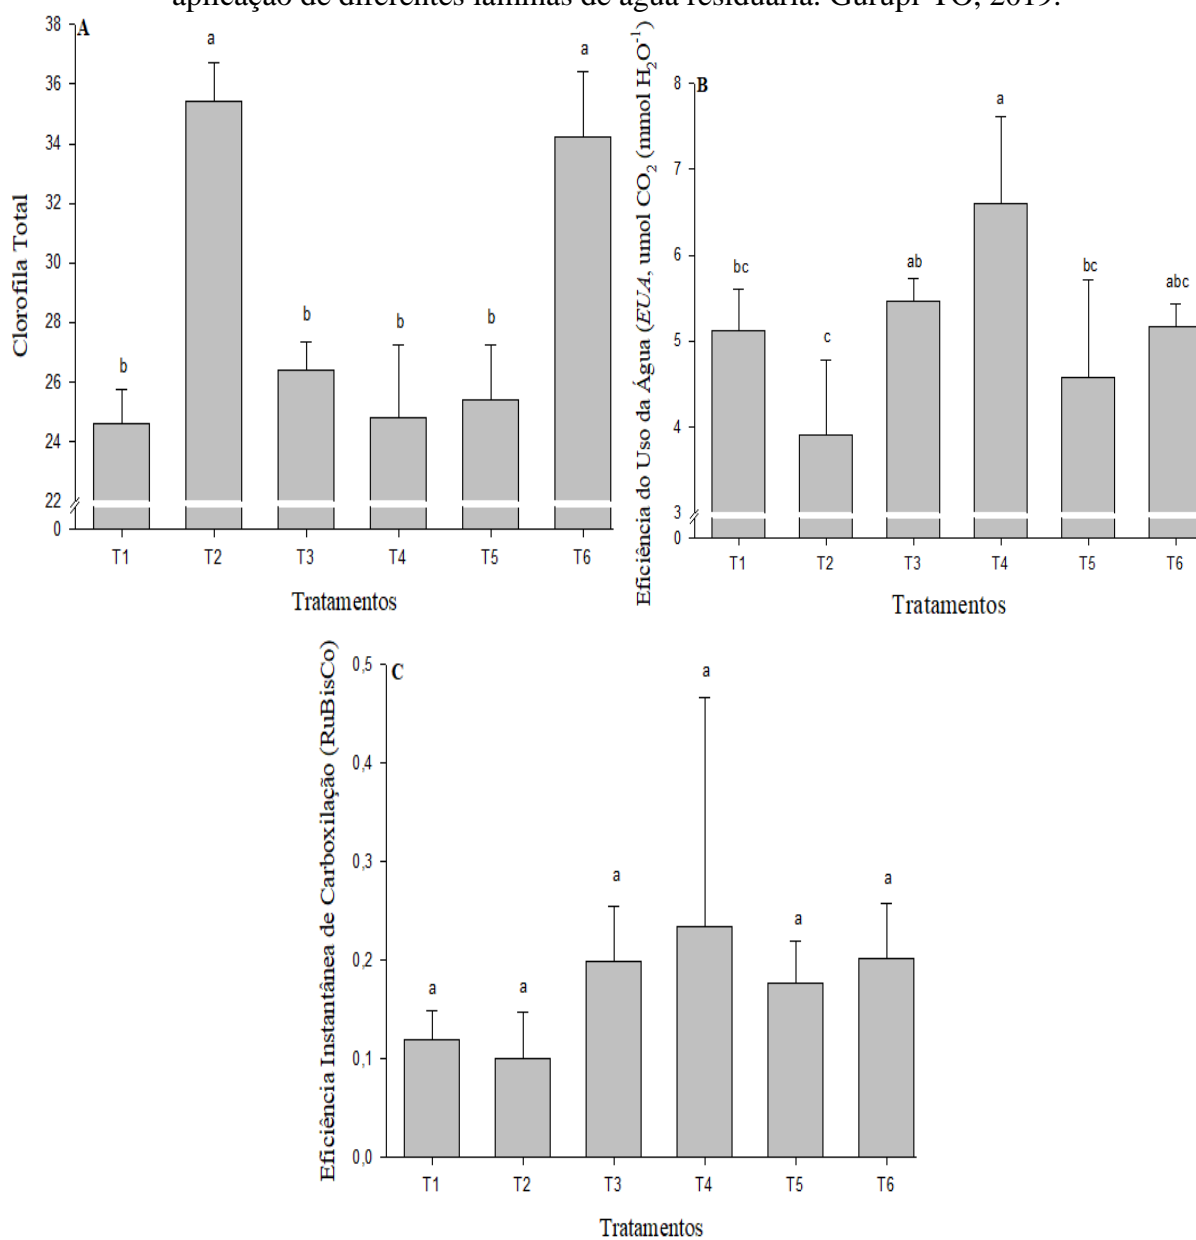 aplicação de diferentes lâminas de água residuária. Gurupi-TO, 2019.
A
Clorofila Total
38
36
34
32
30
28
26
24
22
0
b
a
b
b
b
a
T1 T2 T3 T4 T5 T6
Tratamentos
B
Eficiência do Uso da Água (EUA, umol CO2 (mmol H2O-1)
8
7
6
5
4
3
0
bc
c
ab
a
bc
abc
T1 T2 T3 T4 T5 T6
Tratamentos
C
Eficiência Instantânea de Carboxilação (RuBisCo)
0,5
0,4
0,3
0,2
0,1
0,0
a
a
a
a
a
a
T1 T2 T3 T4 T5 T6
Tratamentos